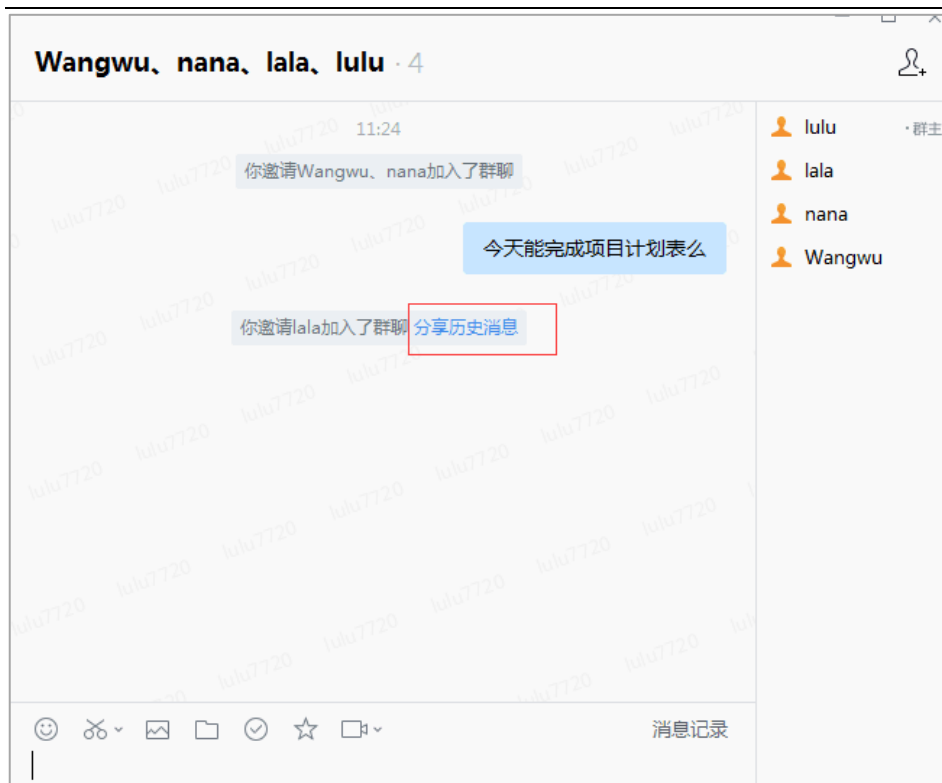 Wangwu、nana、lala、lulu · 4
11:24
你邀请Wangwu、nana加入了群聊
今天能完成项目计划表么
你邀请lala加入了群聊 分享历史消息
lulu ·群主
lala
nana
Wangwu
消息记录
lulu7720